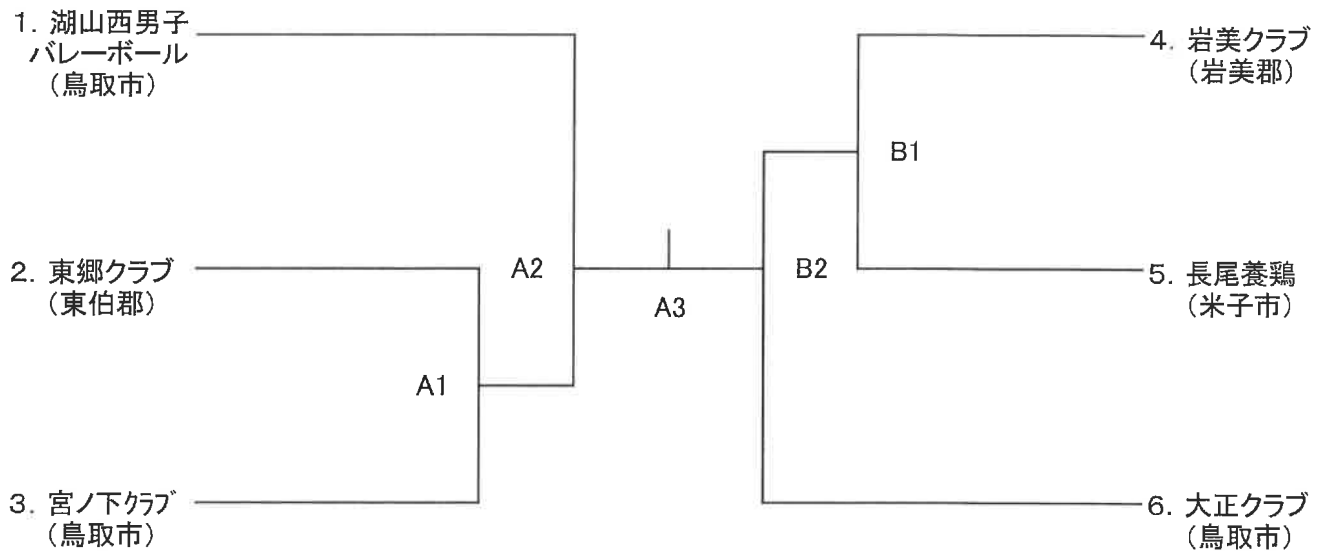 1. 湖山西男子
バレーボール
（鳥取市）
2. 東郷クラブ
（東伯郡）
3. 宮ノ下ｸﾗﾌﾞ
（鳥取市）
A1
A2
A3
B2
B1
4. 岩美クラブ
（岩美郡）
5. 長尾養鶏
（米子市）
6. 大正クラブ
（鳥取市）